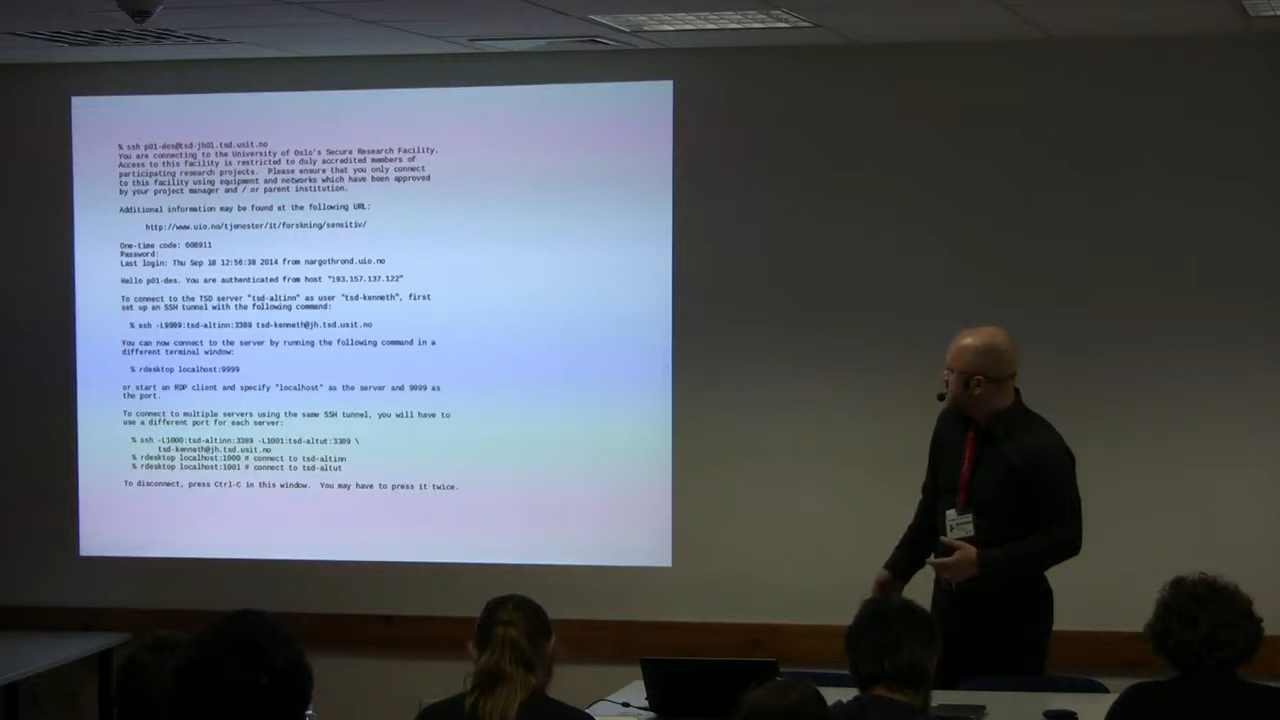 % ssh p01-des@tsd-jh01.tsd.usit.no
You are connecting to the University of Oslo's Secure Research Facility.
Access to this facility is restricted to duly accredited members of
participating research projects.  Please ensure that you only connect
to this facility using equipment and networks which have been approved
by your project manager and / or parent institution.
Additional information may be found at the following URL:
http://www.uio.no/tjenester/it/forskning/sensitiv/
One-time code: 608911
Password:
Last login: Thu Sep 18 12:56:38 2014 from nargothrond.uio.no
Hello p01-des. You are authenticated from host "193.157.137.122"
To connect to the TSD server "tsd-altinn" as user "tsd-kenneth", first
set up an SSH tunnel with the following command:
% ssh -L9999:tsd-altinn:3389 tsd-kenneth@jh.tsd.usit.no
You can now connect to the server by running the following command in a
different terminal window:
% rdesktop localhost:9999
or start an RDP client and specify "localhost" as the server and 9999 as
the port.
To connect to multiple servers using the same SSH tunnel, you will have to
use a different port for each server:
% ssh -L1000:tsd-altinn:3389 -L1001:tsd-altut:3389 \
tsd-kenneth@jh.tsd.usit.no
% rdesktop localhost:1000 # connect to tsd-altinn
% rdesktop localhost:1001 # connect to tsd-altut
To disconnect, press Ctrl-C in this window.  You may have to press it twice.